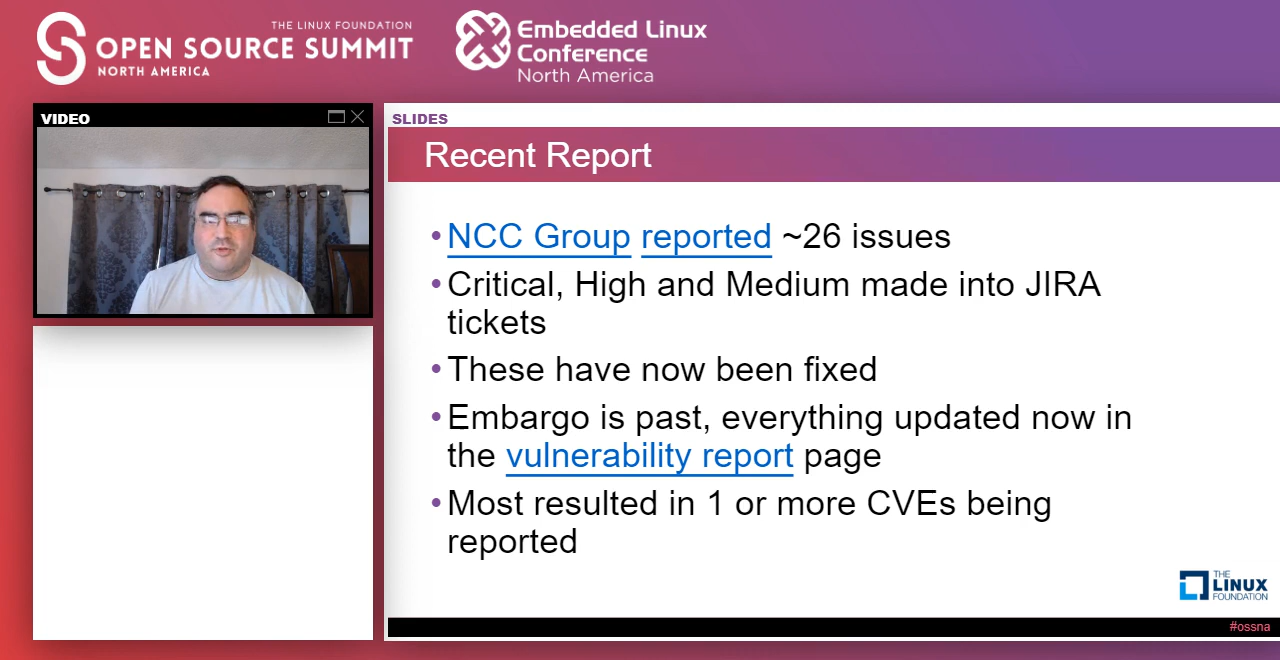 THE LINUX FOUNDATION
OPEN SOURCE SUMMIT
NORTH AMERICA
Embedded Linux
Conference
North America
VIDEO
SLIDES
Recent Report
•NCC Group reported ~26 issues
•Critical, High and Medium made into JIRA
tickets
•These have now been fixed
•Embargo is past, everything updated now in
the vulnerability report page
•Most resulted in 1 or more CVEs being
reported
THE
LINUX
FOUNDATION
#ossna